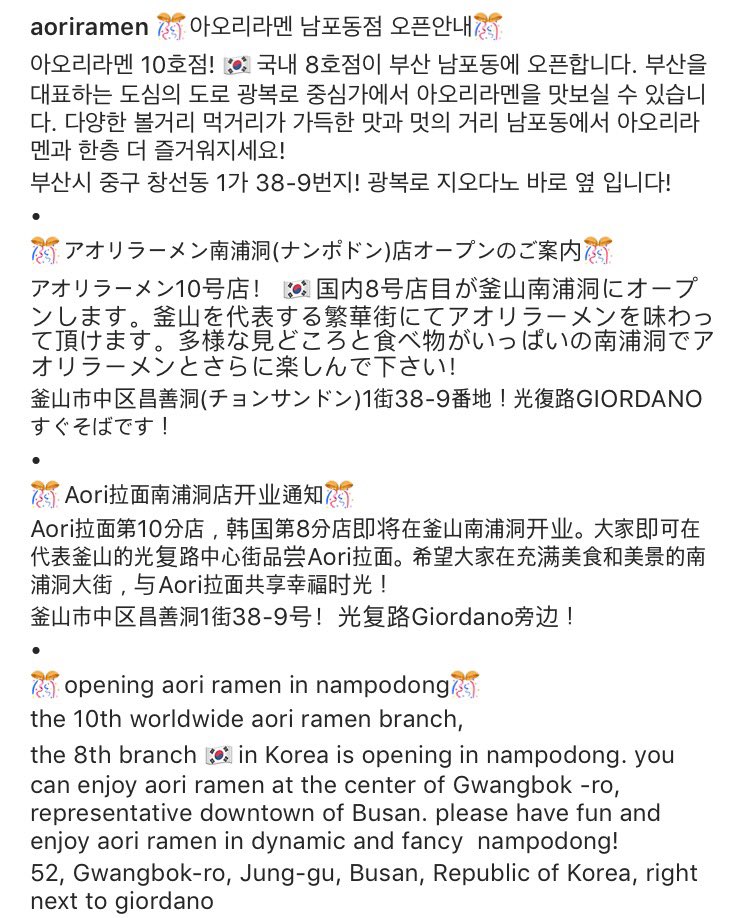 aoriramen 🎊아오리라멘 남포동점 오픈안내🎊
아오리라멘 10호점! 🇰🇷 국내 8호점이 부산 남포동에 오픈합니다. 부산을
대표하는 도심의 도로 광복로 중심가에서 아오리라멘을 맛보실 수 있습니
다. 다양한 볼거리 먹거리가 가득한 맛과 멋의 거리 남포동에서 아오리라
멘과 한층 더 즐거워지세요!
부산시 중구 창선동 1가 38-9번지! 광복로 지오다노 바로 옆 입니다!
•
🎊アオリラーメン南浦洞(ナンポドン)店オープンのご案内🎊
アオリラーメン10号店！ 🇰🇷国内8号店目が釜山南浦洞にオープ
ンします。釜山を代表する繁華街にてアオリラーメンを味わっ
て頂けます。多様な見どころと食べ物がいっぱいの南浦洞でア
オリラーメンとさらに楽しんで下さい!
釜山市中区昌善洞(チョンサンドン)1街38-9番地！光復路GIORDANO
すぐそばです！
•
🎊Aori拉面南浦洞店开业通知🎊
Aori拉面第10分店，韩国第8分店即将在釜山南浦洞开业。大家即可在
代表釜山的光复路中心街品尝Aori拉面。希望大家在充满美食和美景的南
浦洞大街，与Aori拉面共享幸福时光！
釜山市中区昌善洞1街38-9号！光复路Giordano旁边！
•
🎊opening aori ramen in nampodong🎊
the 10th worldwide aori ramen branch,
the 8th branch 🇰🇷 in Korea is opening in nampodong. you
can enjoy aori ramen at the center of Gwangbok -ro,
representative downtown of Busan. please have fun and
enjoy aori ramen in dynamic and fancy  nampodong!
52, Gwangbok-ro, Jung-gu, Busan, Republic of Korea, right
next to giordano